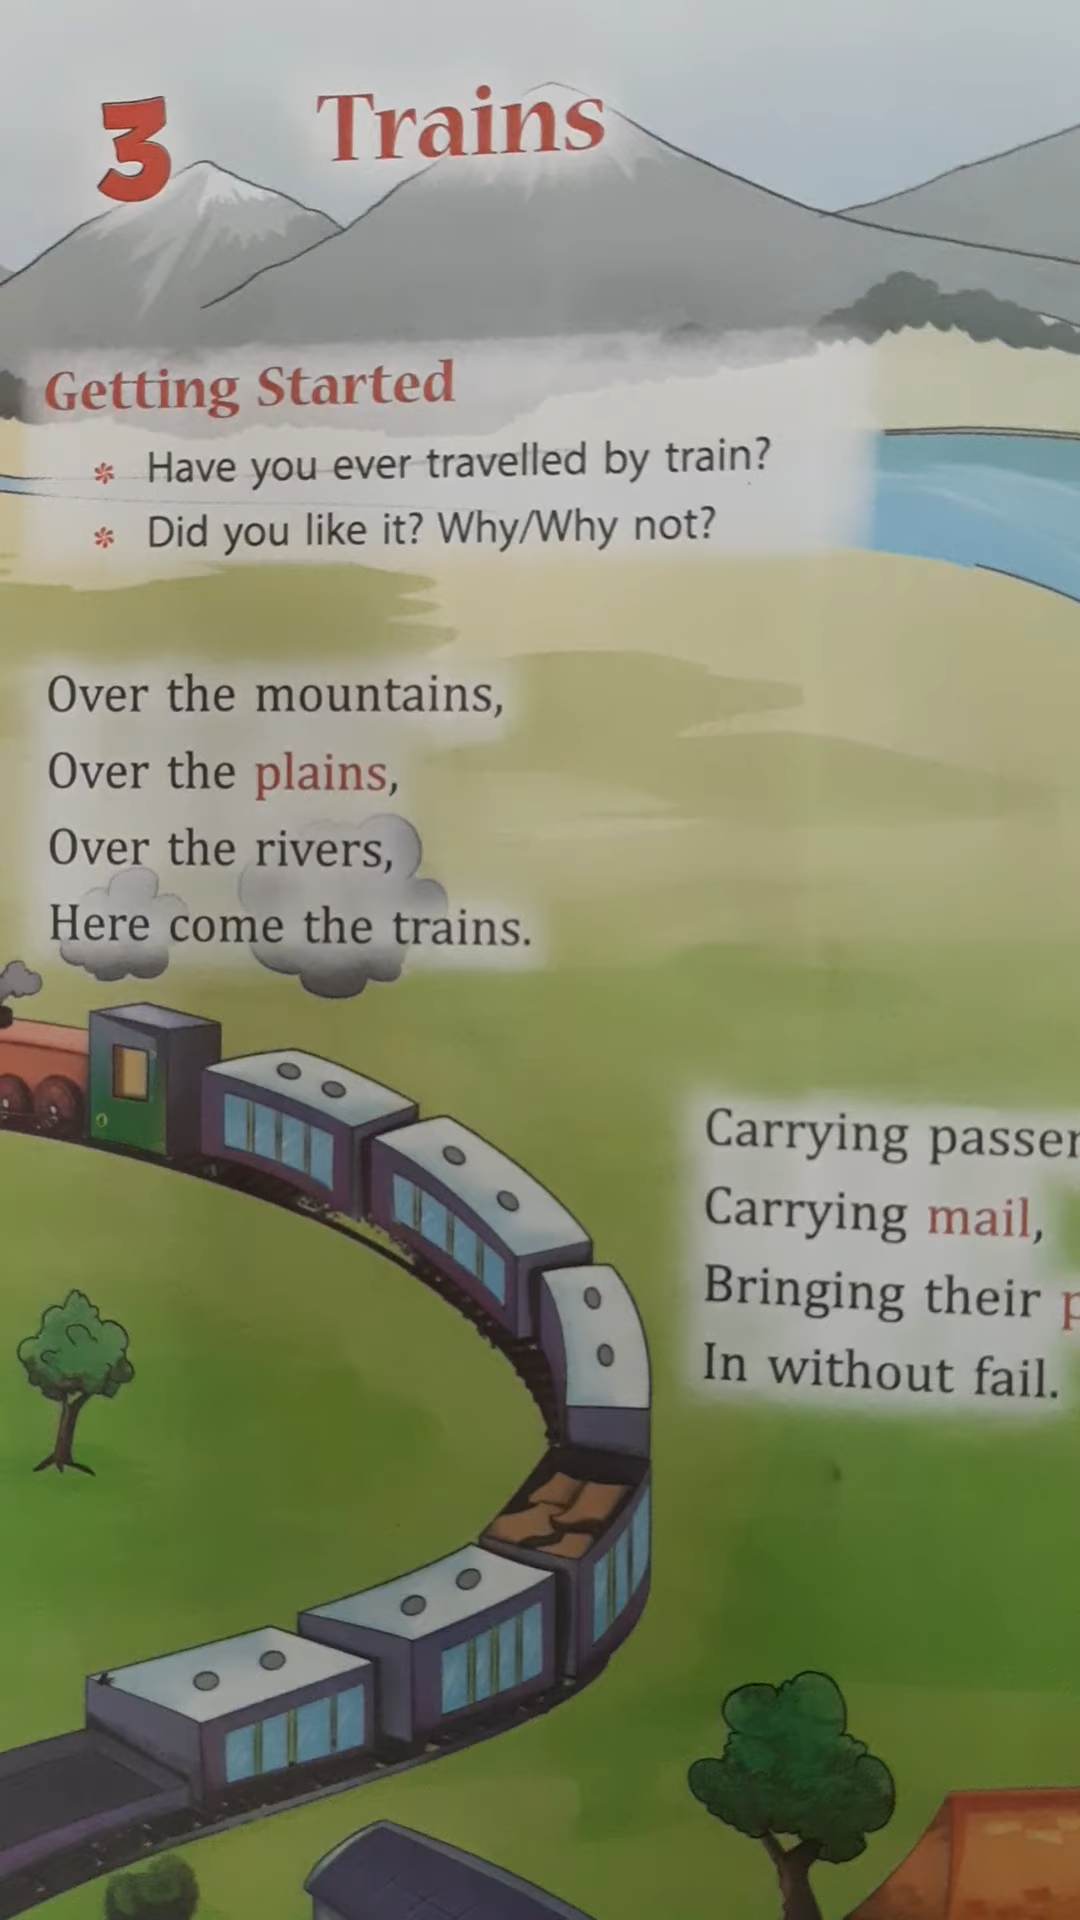 3 Trains
Getting Started
* Have you ever travelled by train?
* Did you like it? Why/Why not?
Over the mountains,
Over the plains,
Over the rivers,
Here come the trains.
Carrying
Carrying mail,
Bringing their
In without fail.